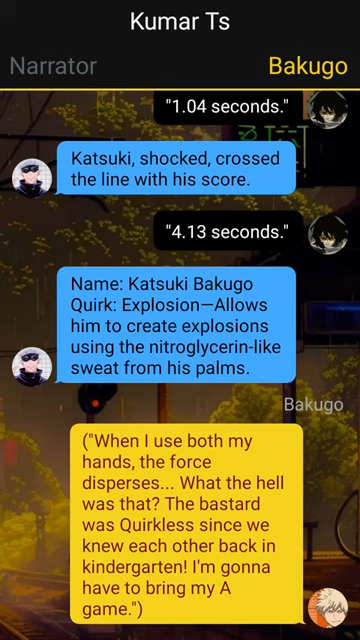 Kumar Ts
Narrator
Bakugo
"1.04 seconds."
Katsuki, shocked, crossed
the line with his score.
"4.13 seconds."
Name: Katsuki Bakugo
Quirk: Explosion—Allows
him to create explosions
using the nitroglycerin-like
sweat from his palms.
Bakugo
("When I use both my
hands, the force
disperses... What the hell
was that? The bastard
was Quirkless since we
knew each other back in
kindergarten! I'm gonna
have to bring my A
game.")